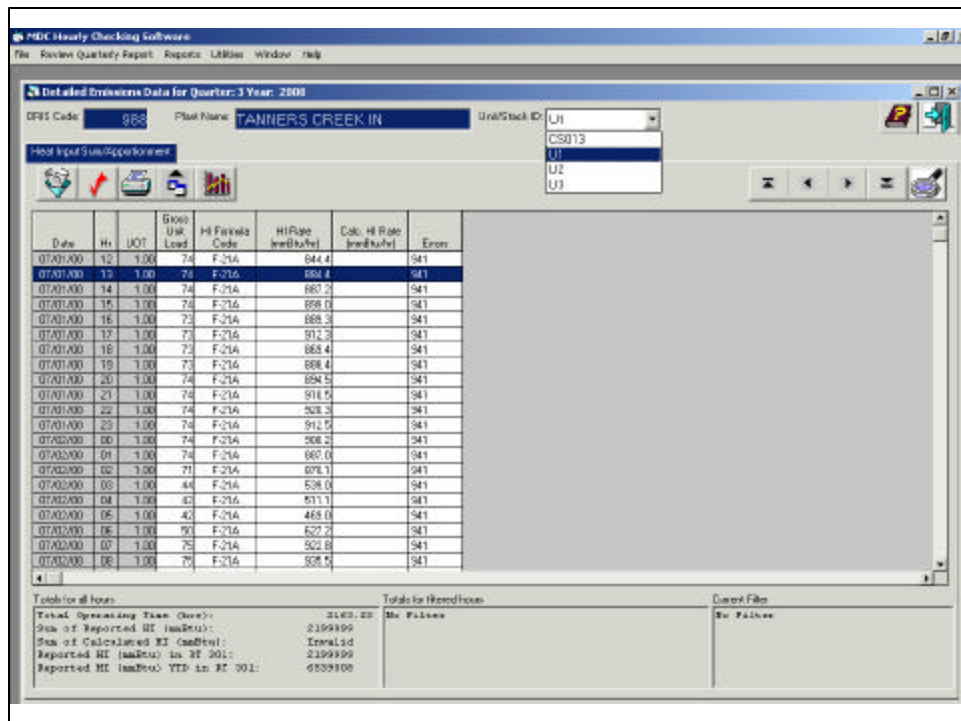 MDC Hourly Checking Software
File Review Quarterly Report Reports Utilities Window Help
Detailed Emissions Data for Quarter: 3 Year: 2000
ORIS Code: 988 Plant Name: TANNERS CREEK IN Unit/Stack ID: U1
CS013
U1
U2
U3
Heat Input Sum/Apportionment
Date Hr UOT Gross Unit Load HI Formula Code HI Rate (mmBtu/hr) Calc. HI Rate (mmBtu/hr) Errors
07/01/00 12 1.00 74 F-21A 844.4 941
07/01/00 13 1.00 74 F-21A 884.4 941
07/01/00 14 1.00 74 F-21A 887.2 941
07/01/00 15 1.00 74 F-21A 898.0 941
07/01/00 16 1.00 73 F-21A 888.3 941
07/01/00 17 1.00 73 F-21A 912.3 941
07/01/00 18 1.00 73 F-21A 869.4 941
07/01/00 19 1.00 73 F-21A 888.4 941
07/01/00 20 1.00 74 F-21A 894.5 941
07/01/00 21 1.00 74 F-21A 916.5 941
07/01/00 22 1.00 74 F-21A 920.3 941
07/01/00 23 1.00 74 F-21A 912.5 941
07/02/00 00 1.00 74 F-21A 908.2 941
07/02/00 01 1.00 74 F-21A 887.0 941
07/02/00 02 1.00 71 F-21A 870.1 941
07/02/00 03 1.00 44 F-21A 539.0 941
07/02/00 04 1.00 42 F-21A 511.1 941
07/02/00 05 1.00 42 F-21A 469.0 941
07/02/00 06 1.00 50 F-21A 627.2 941
07/02/00 07 1.00 75 F-21A 922.8 941
07/02/00 08 1.00 75 F-21A 935.5 941
Totals for all hours Totals for filtered hours Current Filter
Total Operating Time (hrs): No Filter No Filter
Sum of Reported HI (mmBtu): 2199999
Sum of Calculated HI (mmBtu): Invalid
Reported HI (mmBtu) in RT 301: 2199999
Reported HI (mmBtu) YTD in RT 301: